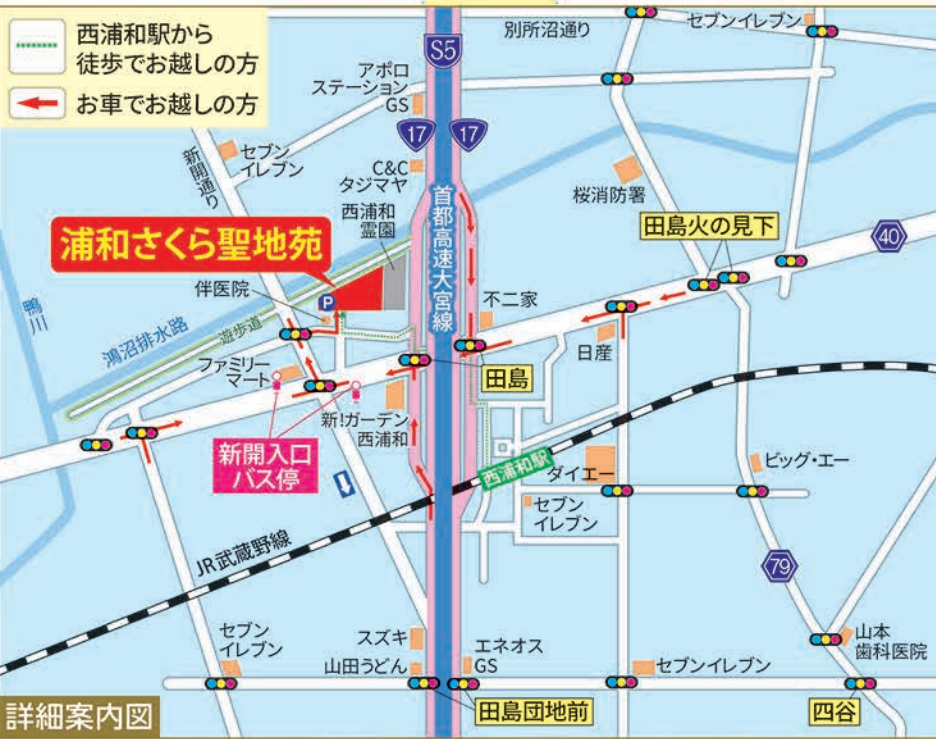 西浦和駅から
徒歩でお越しの方
お車でお越しの方
S5
別所沼通り
セブンイレブン
アポロ
ステーション
GS
17
17
新開通り
セブン
イレブン
C&C
タジマヤ
桜消防署
西浦和
霊園
首都高速大宮線
田島火の見下
40
浦和さくら聖地苑
伴医院
P
不二家
鴨川
鴻沼排水路
遊歩道
日産
ファミリー
マート
田島
新!ガーデン
西浦和
新開入口
バス停
西浦和駅
ダイエー
ビッグ・エー
セブン
イレブン
JR武蔵野線
79
セブン
イレブン
スズキ
山田うどん
エネオス
GS
セブンイレブン
山本
歯科医院
田島団地前
四谷
詳細案内図